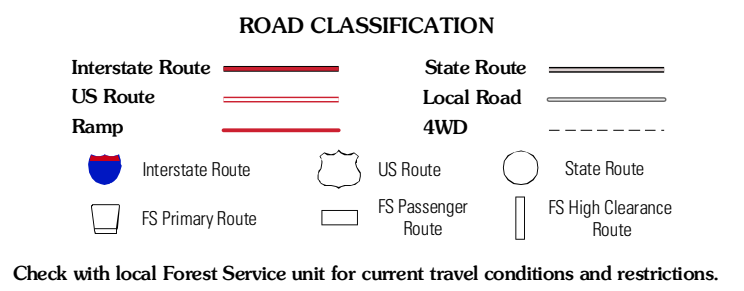 ROAD CLASSIFICATION
Interstate Route
State Route
US Route
Local Road
Ramp
4WD
Interstate Route
US Route
State Route
FS Primary Route
FS Passenger
Route
FS High Clearance
Route
Check with local Forest Service unit for current travel conditions and restrictions.